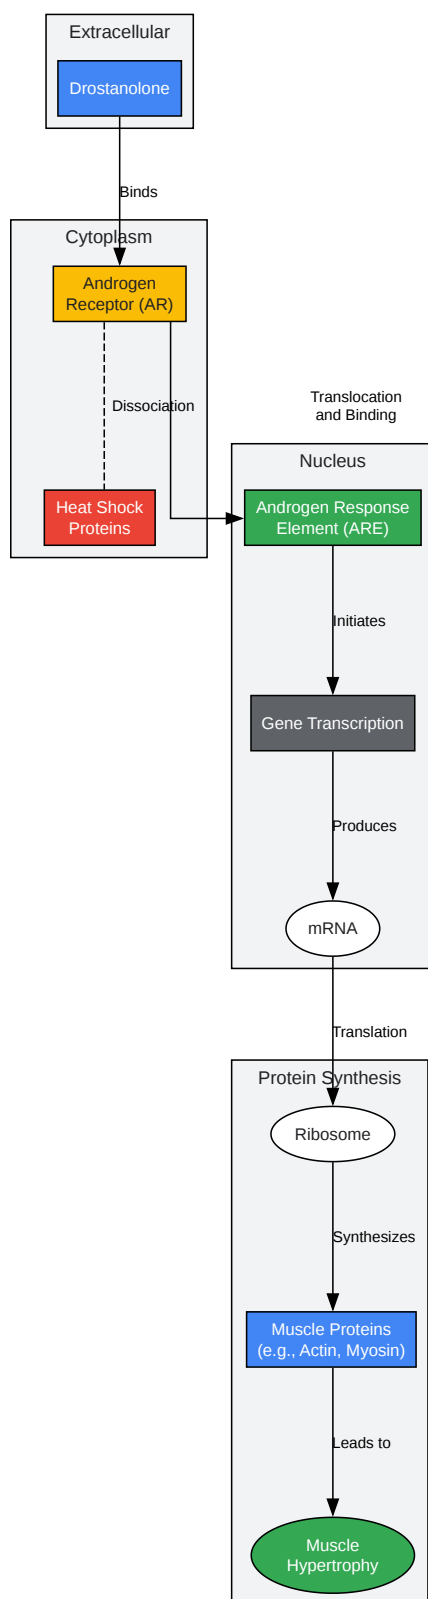 Extracellular
Drostanolone
Binds
Cytoplasm
Androgen
Receptor (AR)
Dissociation
Translocation
and Binding
Heat Shock
Proteins
Nucleus
Androgen Response
Element (ARE)
Initiates
Gene Transcription
Produces
mRNA
Translation
Protein Synthesis
Ribosome
Synthesizes
Muscle Proteins
(e.g., Actin, Myosin)
Leads to
Muscle
Hypertrophy